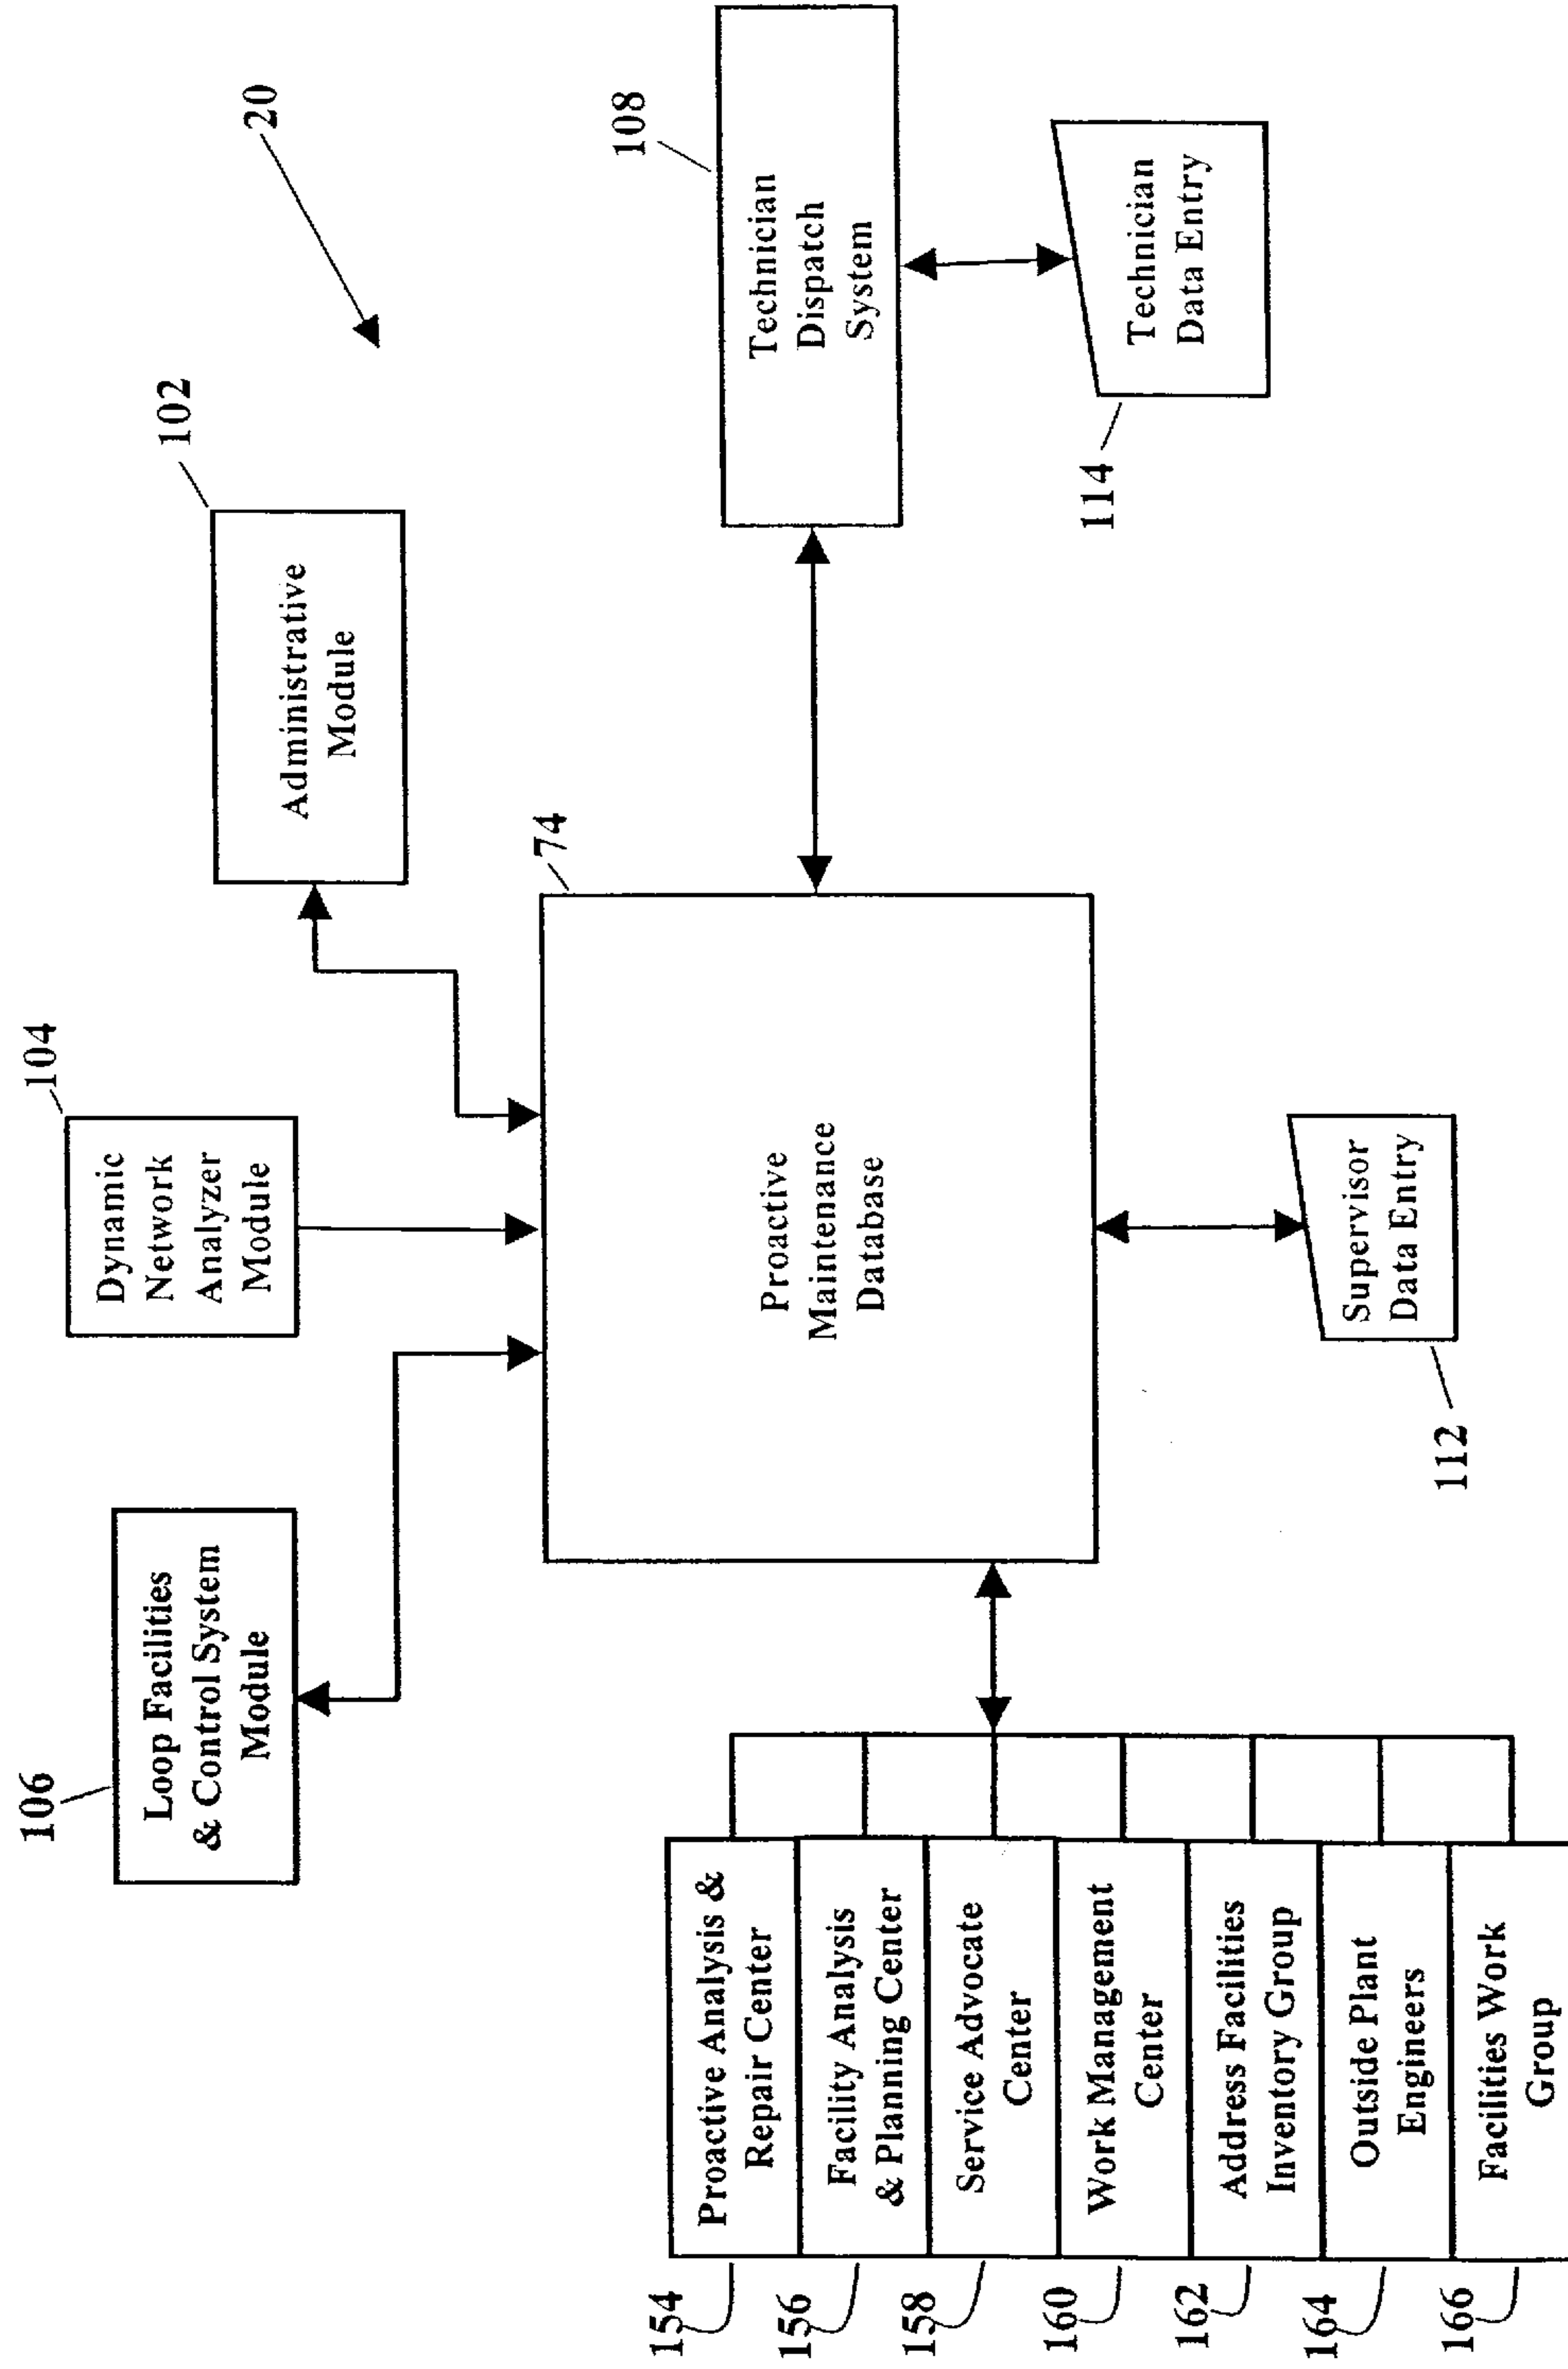 20
106
Loop Facilities
& Control System
Module
104
Dynamic
Network
Analyzer
Module
102
Administrative
Module
74
Proactive
Maintenance
Database
108
Technician
Dispatch
System
114
Technician
Data Entry
112
Supervisor
Data Entry
154
Proactive Analysis &
Repair Center
156
Facility Analysis
& Planning Center
158
Service Advocate
Center
160
Work Management
Center
162
Address Facilities
Inventory Group
164
Outside Plant
Engineers
166
Facilities Work
Group